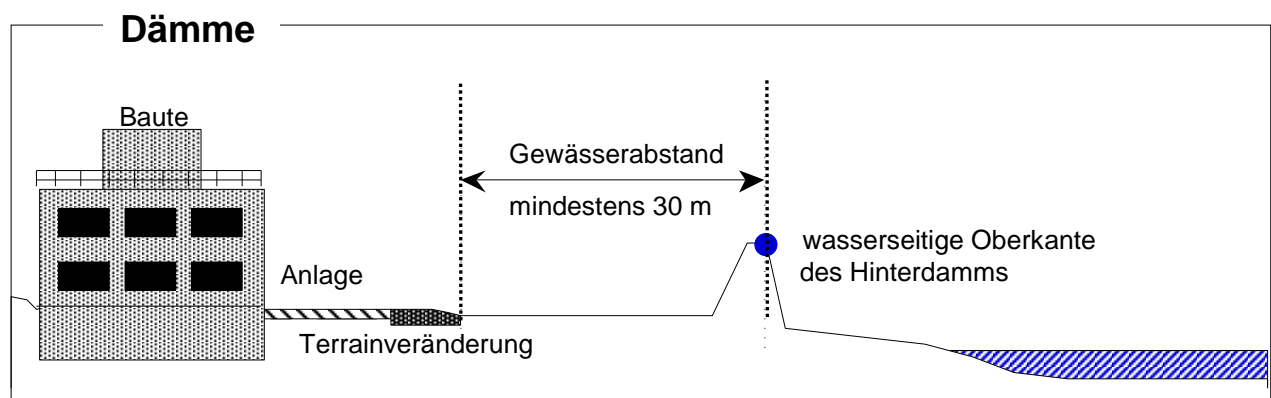 Dämme
Baute
Gewässerabstand
mindestens 30 m
wasserseitige Oberkante
des Hinterdamms
Anlage
Terrainveränderung